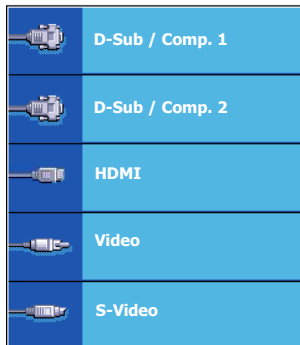 D-Sub / Comp. 1
D-Sub / Comp. 2
HDMI
Video
S-Video